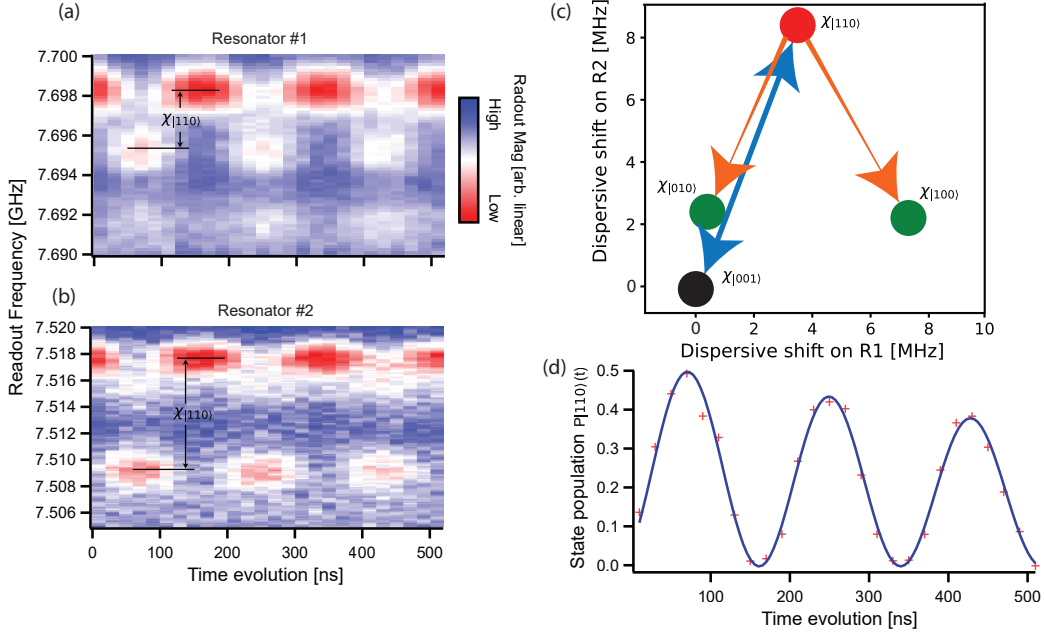 (a)
Resonator #1
7.700
7.698
7.696
7.694
7.692
7.690
χ|110⟩
High
Low
Radout Mag [arb. linear]
Readout Frequency [GHz]
(b)
Resonator #2
7.520
7.518
7.516
7.514
7.512
7.510
7.508
7.506
χ|110⟩
0 100 200 300 400 500
Time evolution [ns]
(c)
χ|110⟩
χ|010⟩
χ|100⟩
χ|001⟩
8
6
4
2
0
0 2 4 6 8 10
Dispersive shift on R2 [MHz]
Dispersive shift on R1 [MHz]
(d)
0.5
0.4
0.3
0.2
0.1
0.0
State population P|110⟩(t)
100 200 300 400 500
Time evolution [ns]